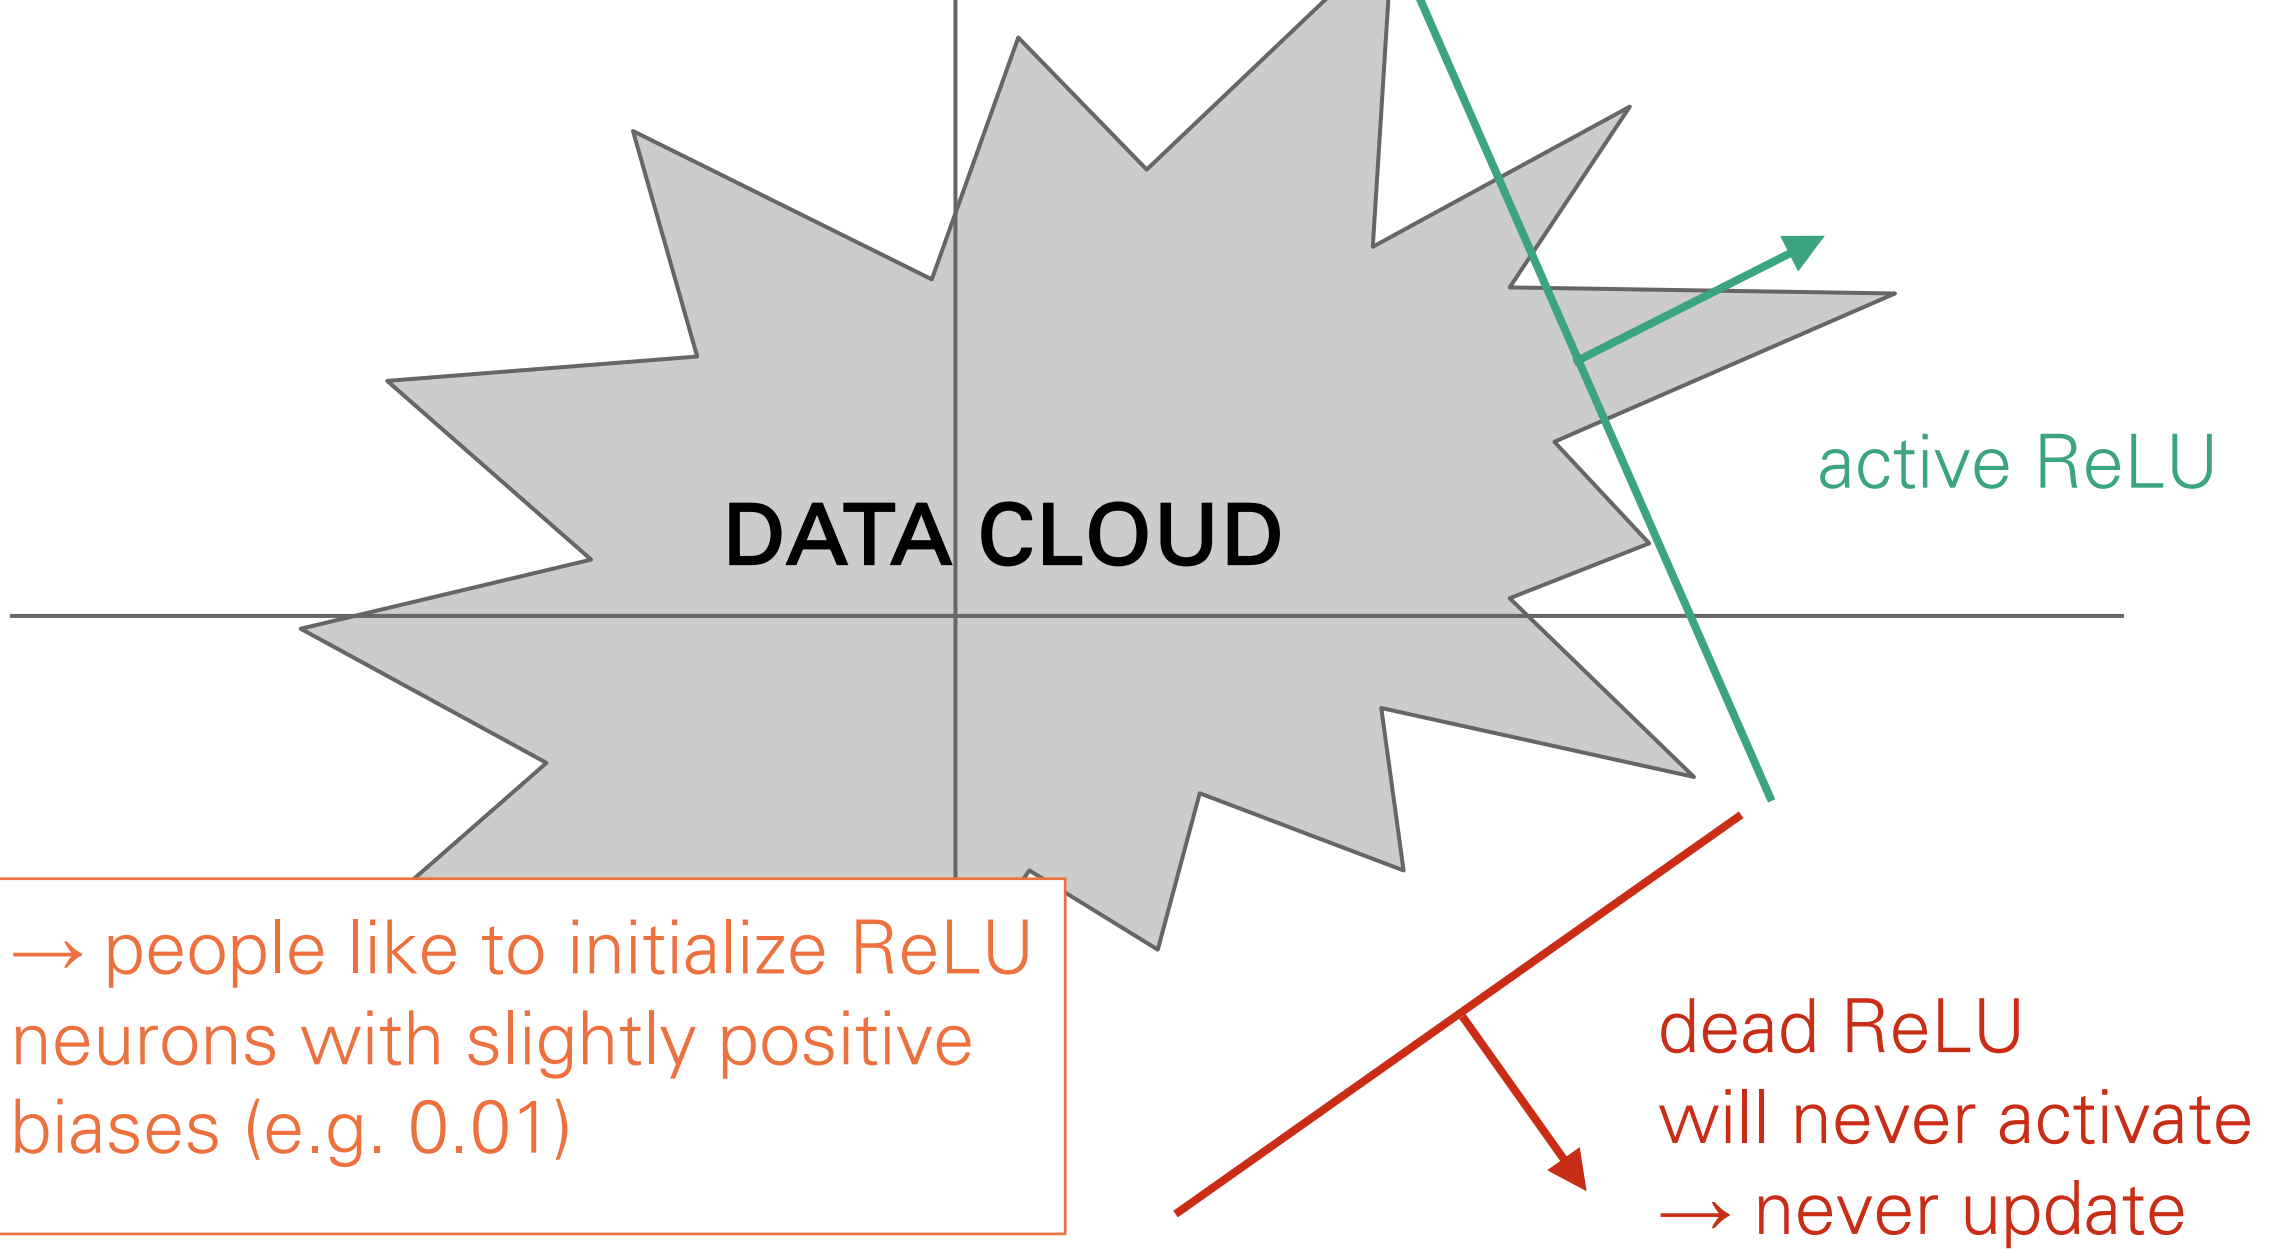 active ReLU
DATA CLOUD
→ people like to initialize ReLU
neurons with slightly positive
biases (e.g. 0.01)
dead ReLU
will never activate
→ never update